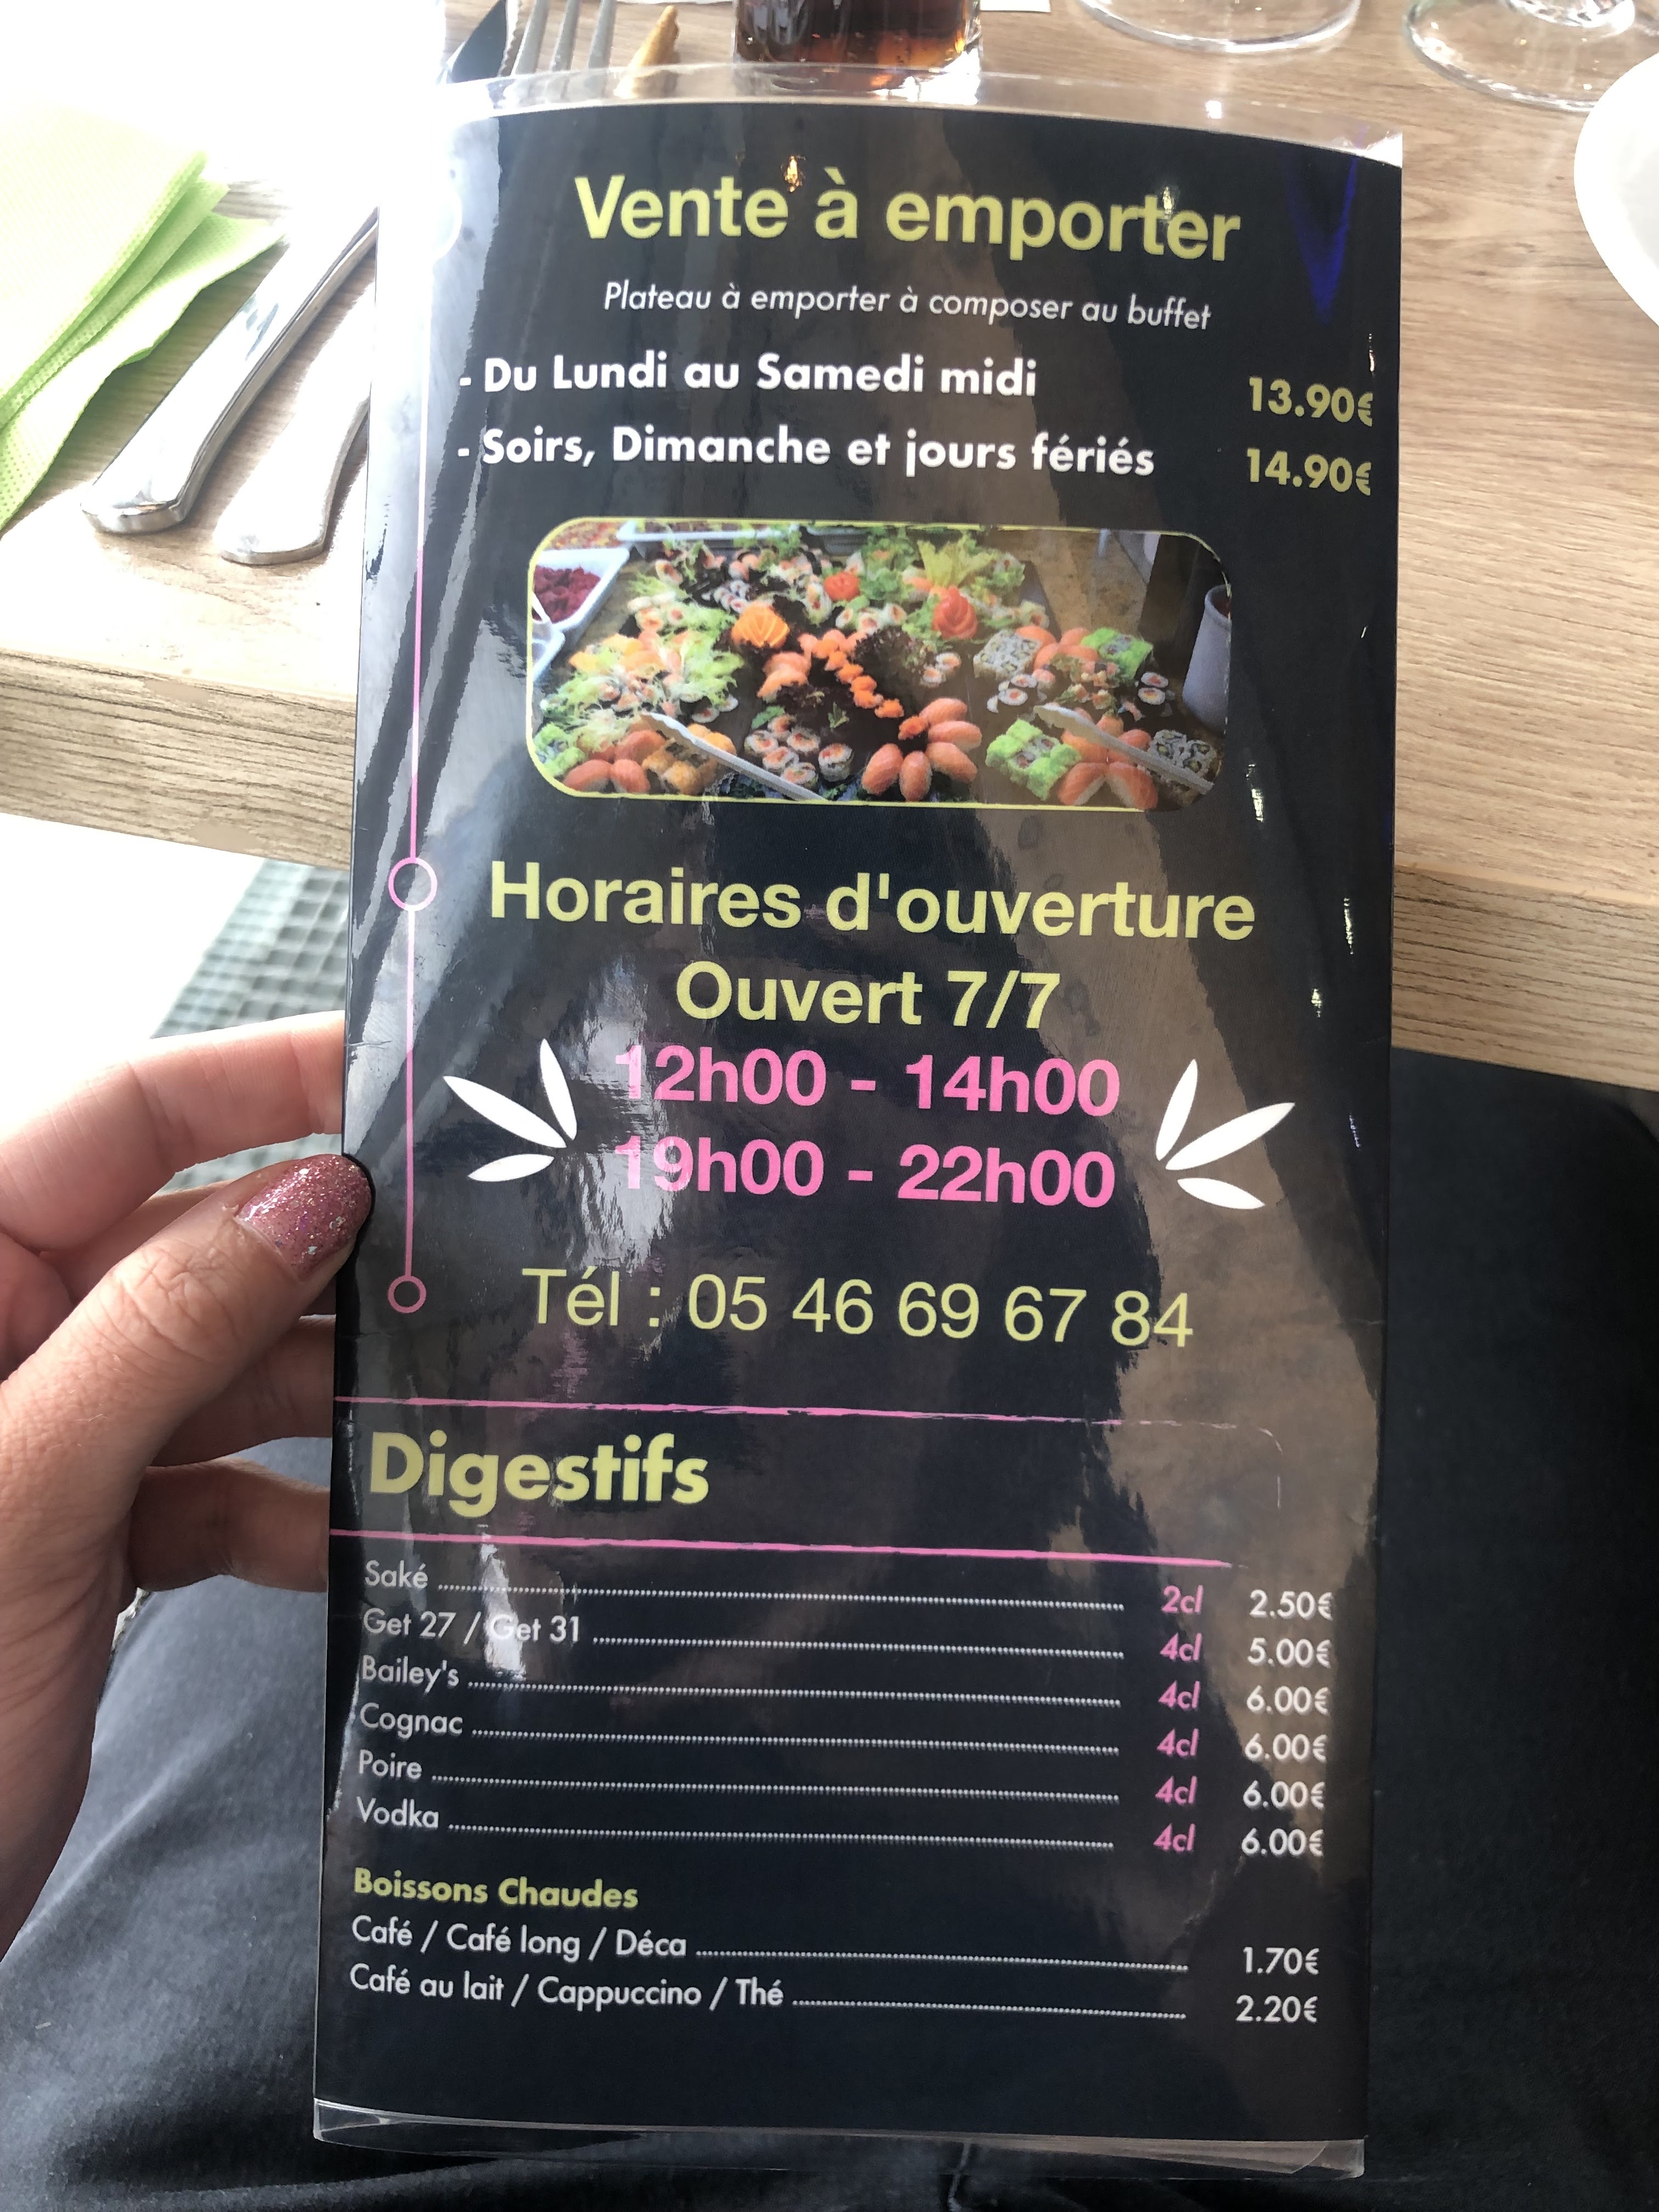 Vente à emporter
Plateau à emporter à composer au buffet
- Du Lundi au Samedi midi 13.90€
- Soirs, Dimanche et jours fériés 14.90€
Horaires d'ouverture
Ouvert 7/7
12h00 - 14h00
19h00 - 22h00
Tél : 05 46 69 67 84
Digestifs
Saké 2cl 2.50€
Get 27 / Get 31 4cl 5.00€
Bailey's 4cl 6.00€
Cognac 4cl 6.00€
Poire 4cl 6.00€
Vodka 4cl 6.00€
Boissons Chaudes
Café / Café long / Déca 1.70€
Café au lait / Cappuccino / Thé 2.20€